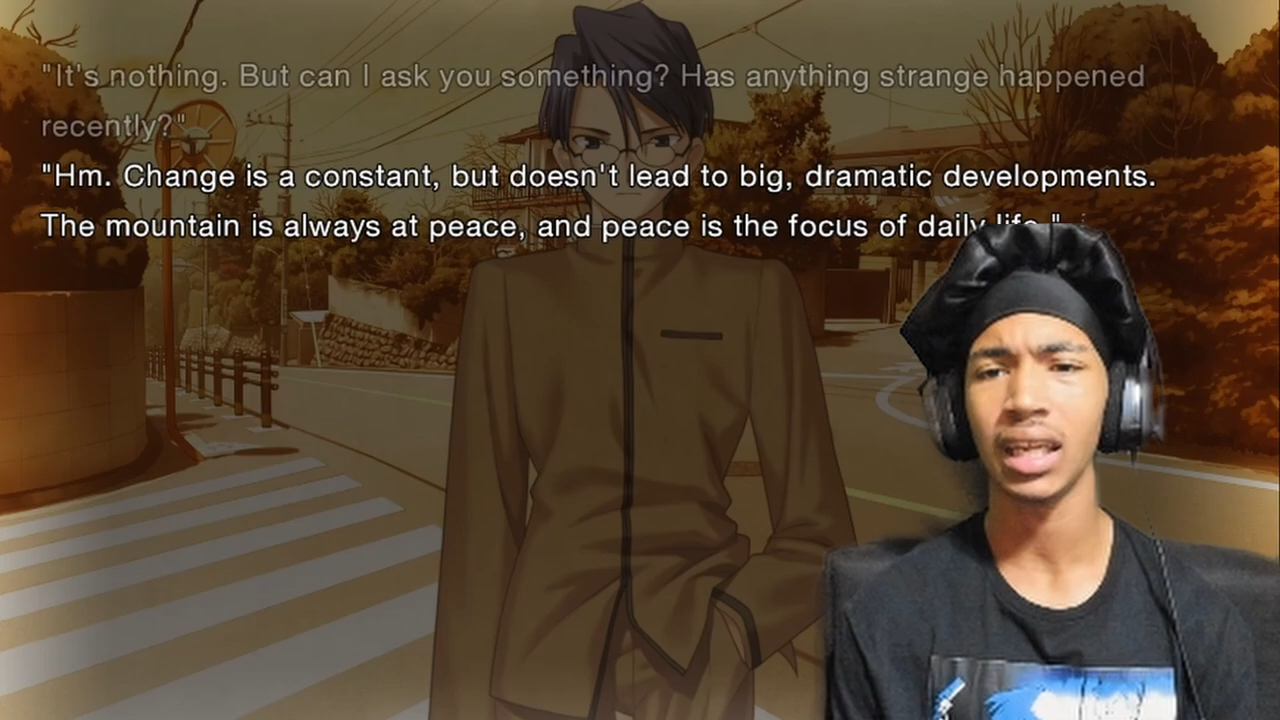 "It's nothing. But can I ask you something? Has anything strange happened
recently?"
"Hm. Change is a constant, but doesn't lead to big, dramatic developments.
The mountain is always at peace, and peace is the focus of daily life."